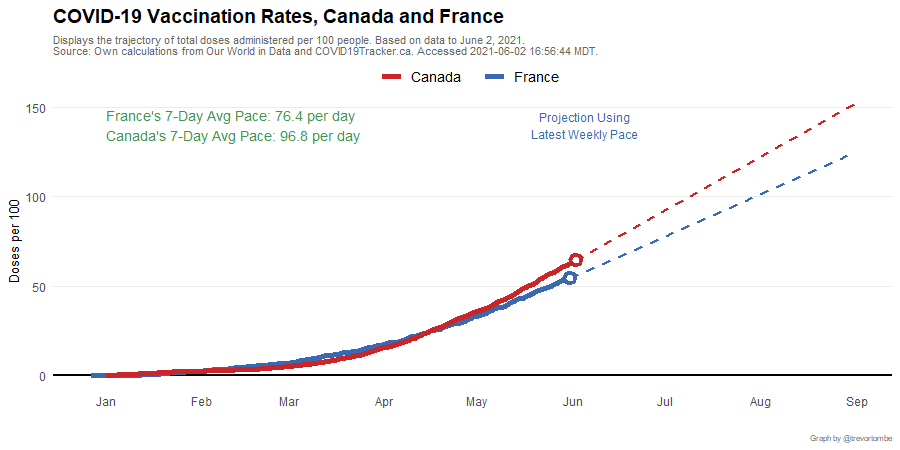 COVID-19 Vaccination Rates, Canada and France
Displays the trajectory of total doses administered per 100 people. Based on data to June 2, 2021.
Source: Own calculations from Our World in Data and COVID19Tracker.ca. Accessed 2021-06-02 16:56:44 MDT.
Canada France
France's 7-Day Avg Pace: 76.4 per day
Canada's 7-Day Avg Pace: 96.8 per day
Projection Using
Latest Weekly Pace
Doses per 100
150
100
50
0
Jan Feb Mar Apr May Jun Jul Aug Sep
Graph by @trevortombe